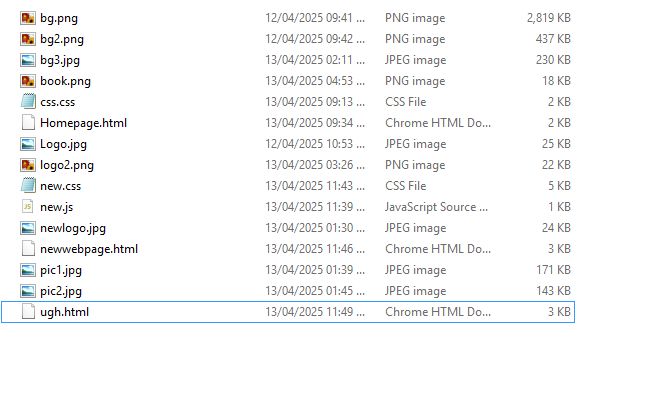 bg.png 12/04/2025 09:41 ... PNG image 2,819 KB
bg2.png 12/04/2025 09:42 ... PNG image 437 KB
bg3.jpg 13/04/2025 02:11 ... JPEG image 230 KB
book.png 13/04/2025 04:53 ... PNG image 18 KB
css.css 13/04/2025 09:13 ... CSS File 2 KB
Homepage.html 13/04/2025 09:34 ... Chrome HTML Do... 2 KB
Logo.jpg 12/04/2025 10:53 ... JPEG image 25 KB
logo2.png 13/04/2025 03:26 ... PNG image 22 KB
new.css 13/04/2025 11:43 ... CSS File 5 KB
JS new.js 13/04/2025 11:39 ... JavaScript Source ... 1 KB
newlogo.jpg 13/04/2025 01:30 ... JPEG image 24 KB
newwebpage.html 13/04/2025 11:46 ... Chrome HTML Do... 3 KB
pic1.jpg 13/04/2025 01:39 ... JPEG image 171 KB
pic2.jpg 13/04/2025 01:45 ... JPEG image 143 KB
ugh.html 13/04/2025 11:49 ... Chrome HTML Do... 3 KB